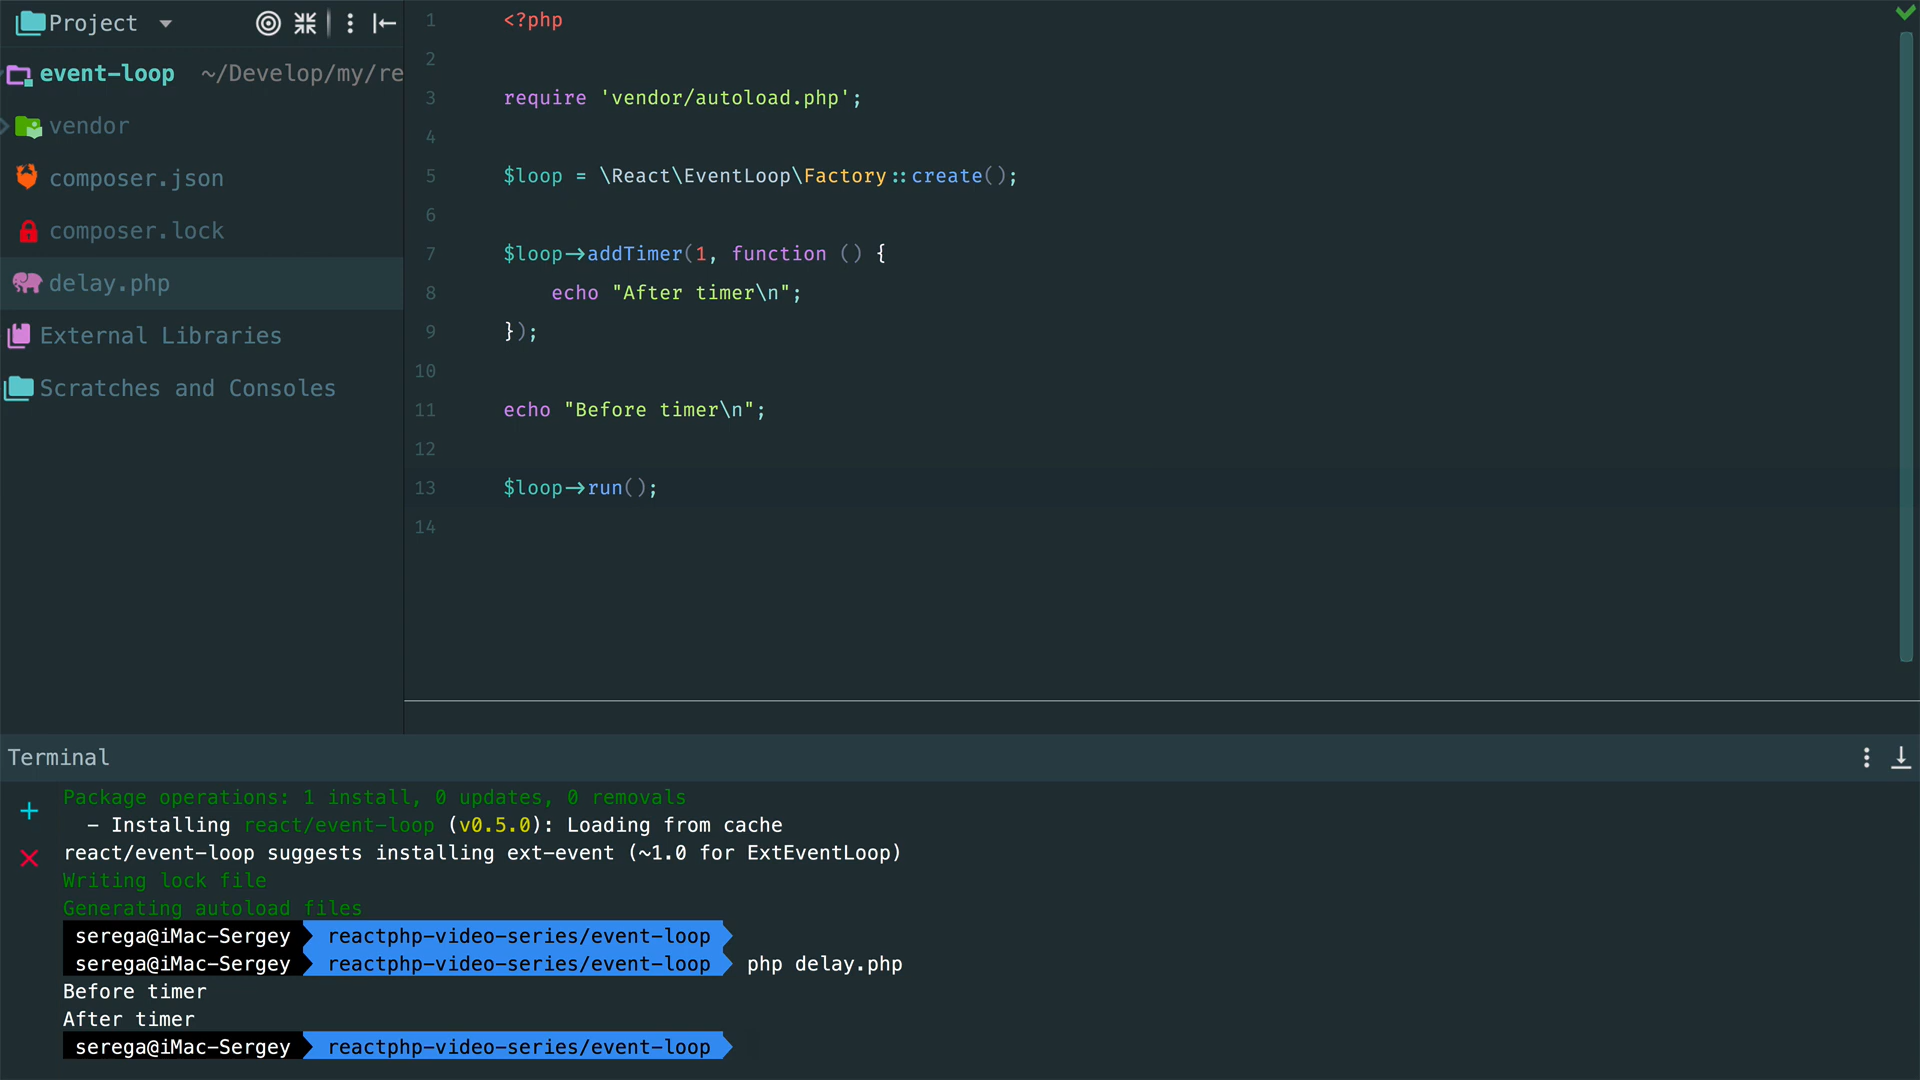 Project
event-loop ~/Develop/my/re
vendor
composer.json
composer.lock
delay.php
External Libraries
Scratches and Consoles
1 <?php
2
3 require 'vendor/autoload.php';
4
5 $loop = \React\EventLoop\Factory::create();
6
7 $loop->addTimer(1, function () {
8 echo "After timer\n";
9 });
10
11 echo "Before timer\n";
12
13 $loop->run();
14
Terminal
Package operations: 1 install, 0 updates, 0 removals
- Installing react/event-loop (v0.5.0): Loading from cache
react/event-loop suggests installing ext-event (~1.0 for ExtEventLoop)
Writing lock file
Generating autoload files
serega@iMac-Sergey reactphp-video-series/event-loop
serega@iMac-Sergey reactphp-video-series/event-loop php delay.php
Before timer
After timer
serega@iMac-Sergey reactphp-video-series/event-loop